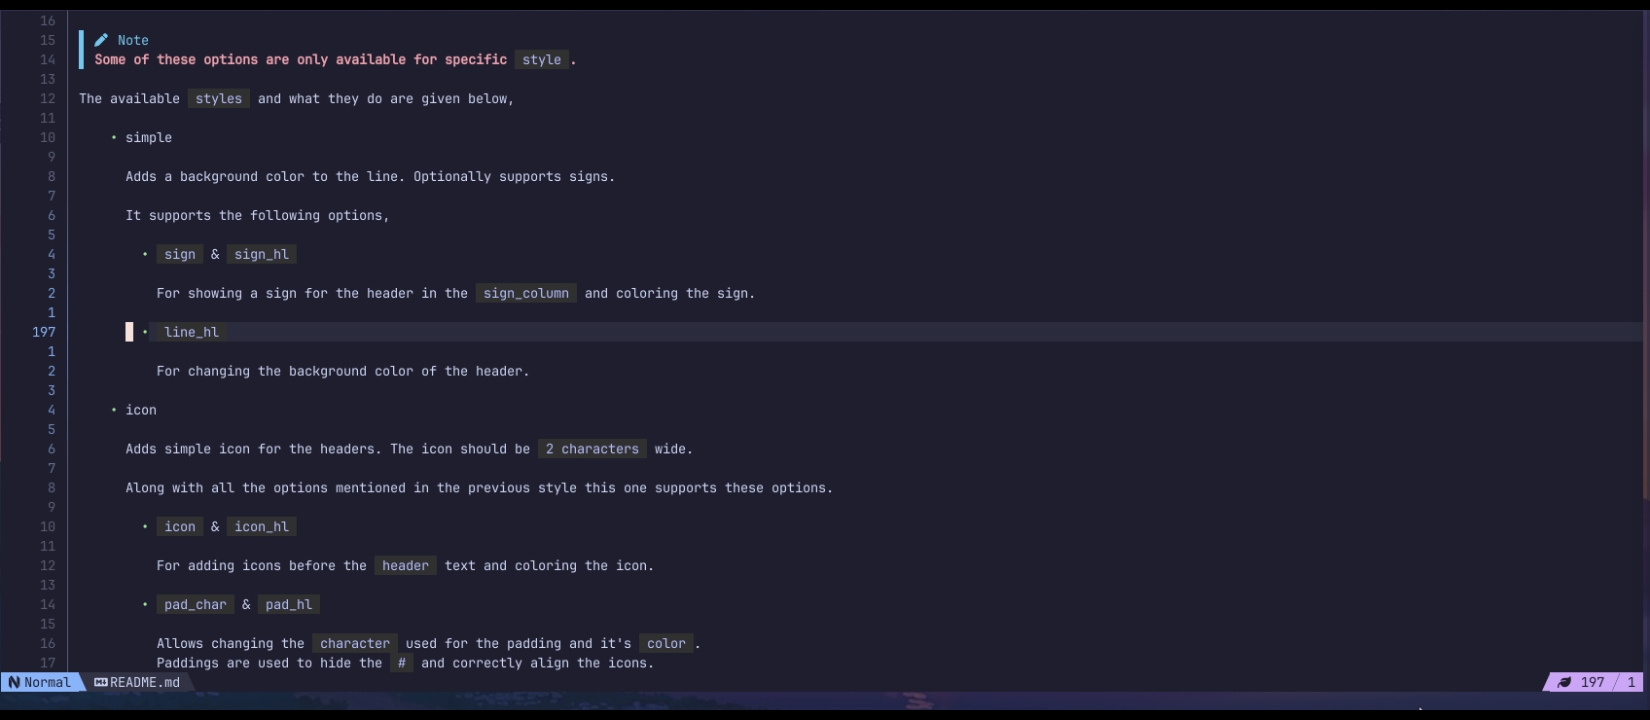 16
15 Note
14 Some of these options are only available for specific style .
13
12 The available styles and what they do are given below,
11
10 • simple
9
8 Adds a background color to the line. Optionally supports signs.
7
6 It supports the following options,
5
4 • sign & sign_hl
3
2 For showing a sign for the header in the sign_column and coloring the sign.
1
197 • line_hl
1
2 For changing the background color of the header.
3
4 • icon
5
6 Adds simple icon for the headers. The icon should be 2 characters wide.
7
8 Along with all the options mentioned in the previous style this one supports these options.
9
10 • icon & icon_hl
11
12 For adding icons before the header text and coloring the icon.
13
14 • pad_char & pad_hl
15
16 Allows changing the character used for the padding and it's color .
17 Paddings are used to hide the # and correctly align the icons.
Normal README.md 197 1